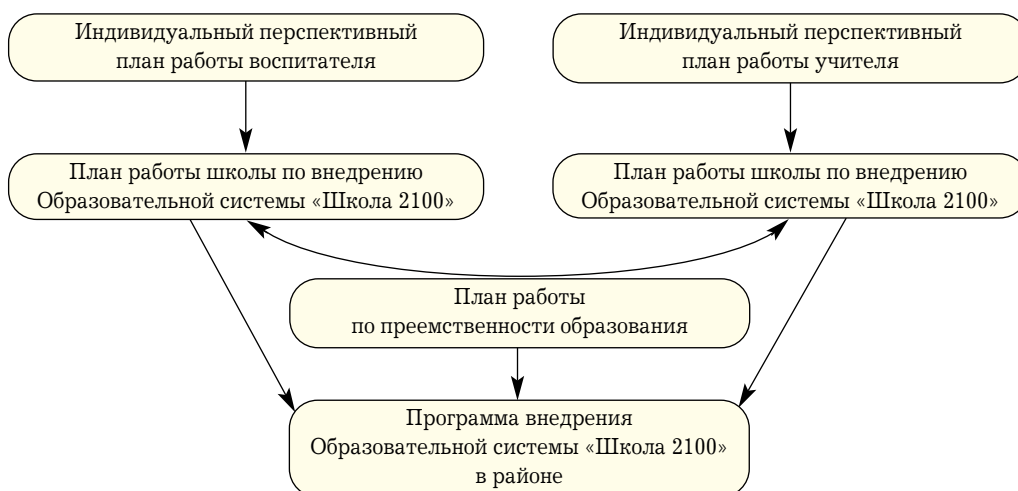 Индивидуальный перспективный
план работы воспитателя
Индивидуальный перспективный
план работы учителя
План работы школы по внедрению
Образовательной системы «Школа 2100»
План работы школы по внедрению
Образовательной системы «Школа 2100»
План работы
по преемственности образования
Программа внедрения
Образовательной системы «Школа 2100»
в районе